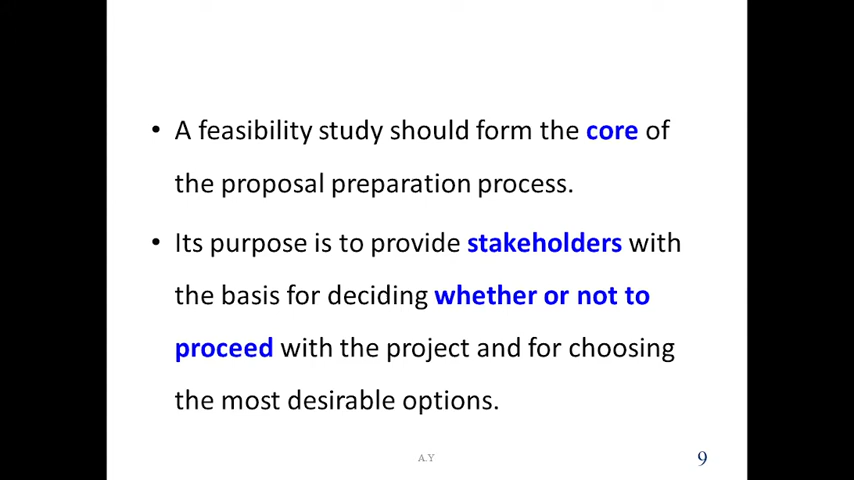 • A feasibility study should form the core of
the proposal preparation process.
• Its purpose is to provide stakeholders with
the basis for deciding whether or not to
proceed with the project and for choosing
the most desirable options.
A.Y
9